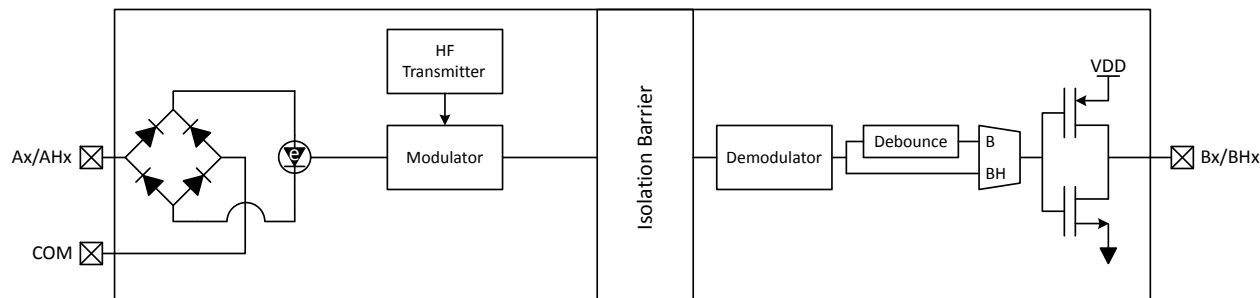 HF
Transmitter
VDD
Ax/AHx
e
Modulator
Isolation Barrier
Demodulator
Debounce
B
BH
Bx/BHx
COM